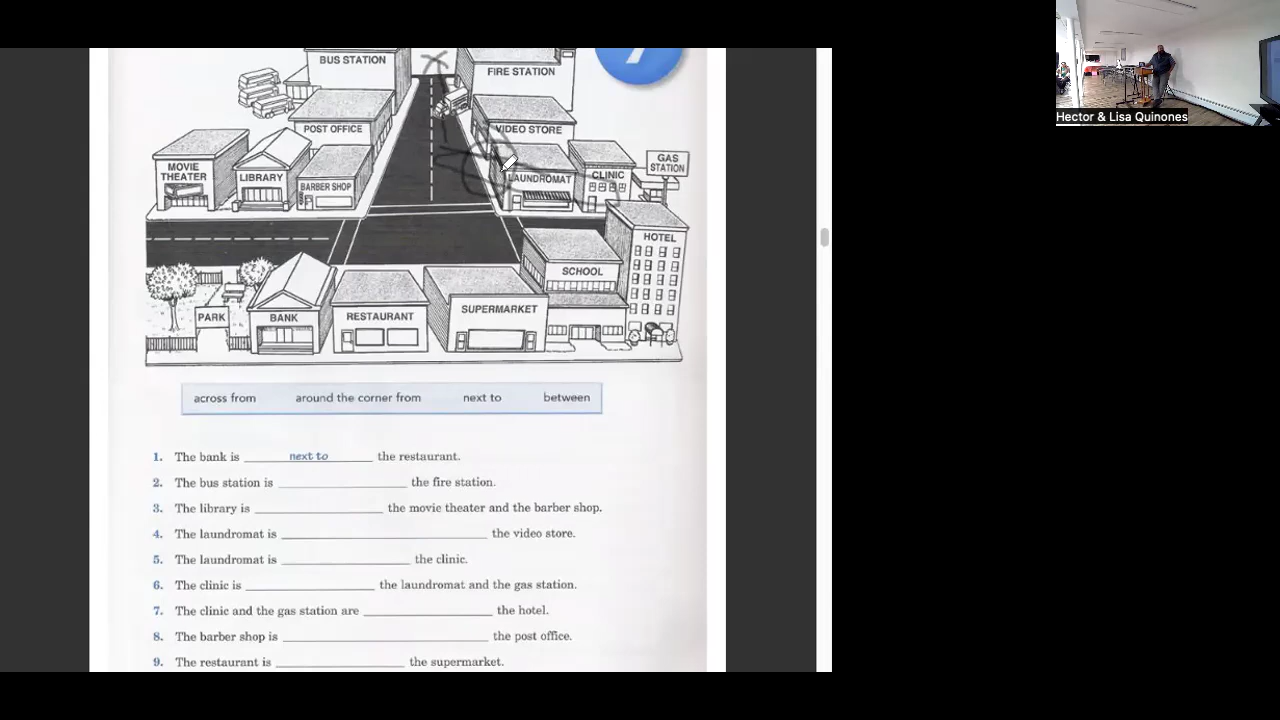 BUS STATION
FIRE STATION
POST OFFICE
VIDEO STORE
MOVIE
THEATER
LIBRARY
BARBER SHOP
LAUNDROMAT
CLINIC
GAS
STATION
HOTEL
SCHOOL
PARK
BANK
RESTAURANT
SUPERMARKET
across from around the corner from next to between
1. The bank is next to the restaurant.
2. The bus station is the fire station.
3. The library is the movie theater and the barber shop.
4. The laundromat is the video store.
5. The laundromat is the clinic.
6. The clinic is the laundromat and the gas station.
7. The clinic and the gas station are the hotel.
8. The barber shop is the post office.
9. The restaurant is the supermarket.
Hector & Lisa Quinones